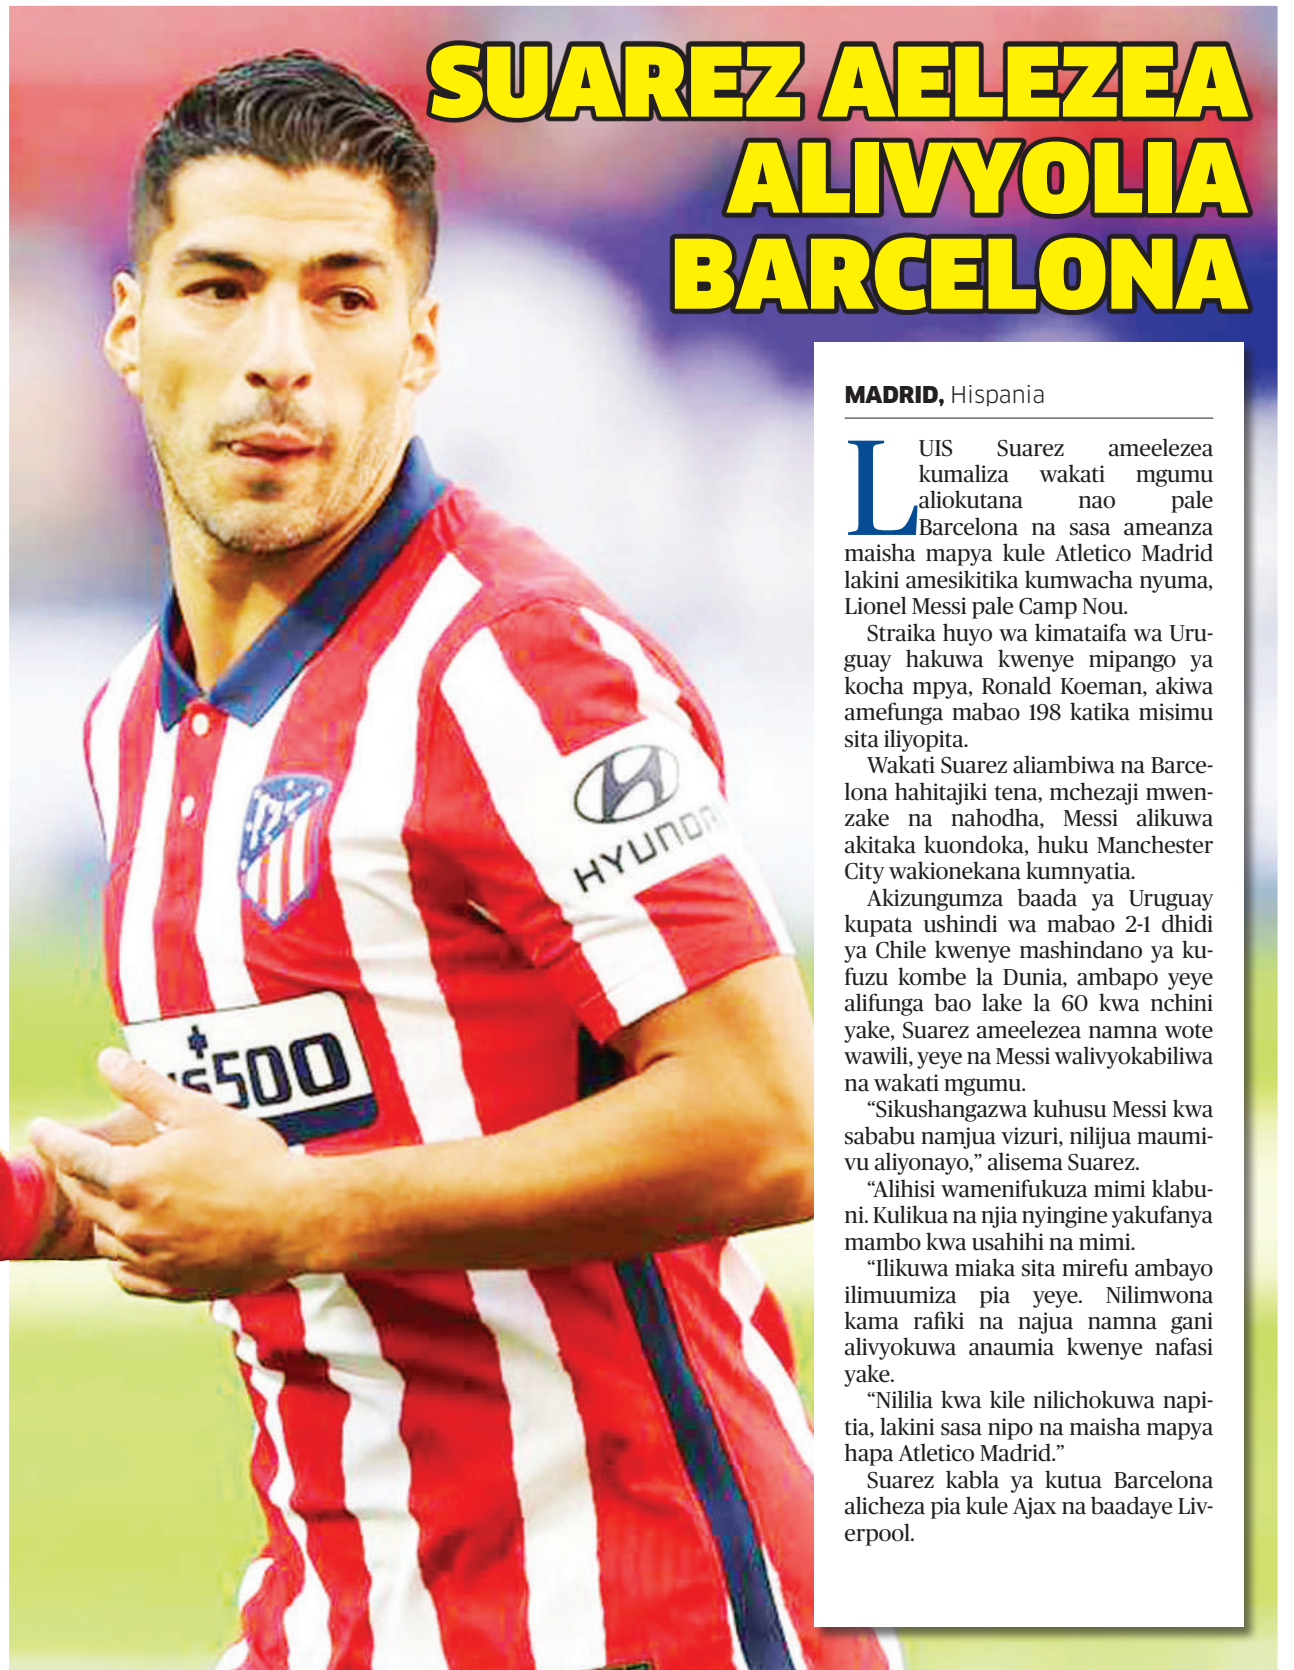 SUAREZ AELEZEA
ALIVYOLIA
BARCELONA
MADRID, Hispania
LUIS Suarez ameelezea
kumaliza wakati mgumu
aliokutana nao pale
Barcelona na sasa ameanza
maisha mapya kule Atletico Madrid
lakini amesikitika kumwacha nyuma,
Lionel Messi pale Camp Nou.
Straika huyo wa kimataifa wa Uru-
guay hakuwa kwenye mipango ya
kocha mpya, Ronald Koeman, akiwa
amefunga mabao 198 katika misimu
sita iliyopita.
Wakati Suarez aliambiwa na Barce-
lona hahitajiki tena, mchezaji mwen-
zake na nahodha, Messi alikuwa
akitaka kuondoka, huku Manchester
City wakionekana kumnyatia.
Akizungumza baada ya Uruguay
kupata ushindi wa mabao 2-1 dhidi
ya Chile kwenye mashindano ya ku-
fuzu kombe la Dunia, ambapo yeye
alifunga bao lake la 60 kwa nchini
yake, Suarez ameelezea namna wote
wawili, yeye na Messi walivyokabiliwa
na wakati mgumu.
“Sikushangazwa kuhusu Messi kwa
sababu namjua vizuri, nilijua maumi-
vu aliyonayo,” alisema Suarez.
“Alihisi wamenifukuza mimi klabu-
ni. Kulikua na njia nyingine yakufanya
mambo kwa usahihi na mimi.
“Ilikuwa miaka sita mirefu ambayo
ilimuumiza pia yeye. Nilimwona
kama rafiki na najua namna gani
alivyokuwa anaumia kwenye nafasi
yake.
“Nililia kwa kile nilichokuwa napi-
tia, lakini sasa nipo na maisha mapya
hapa Atletico Madrid.”
Suarez kabla ya kutua Barcelona
alicheza pia kule Ajax na baadaye Liv-
erpool.
HYUNDAI
500